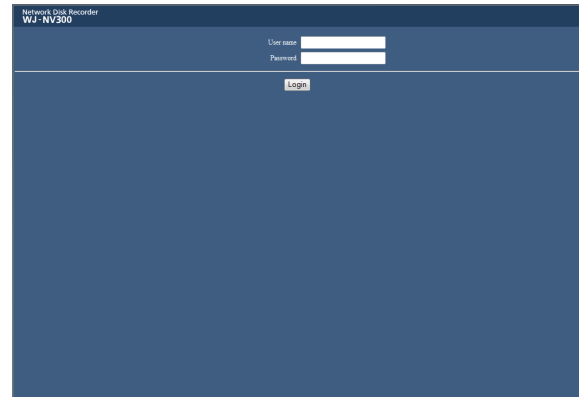 Network Disk Recorder
WJ-NV300
User name
Password
Login